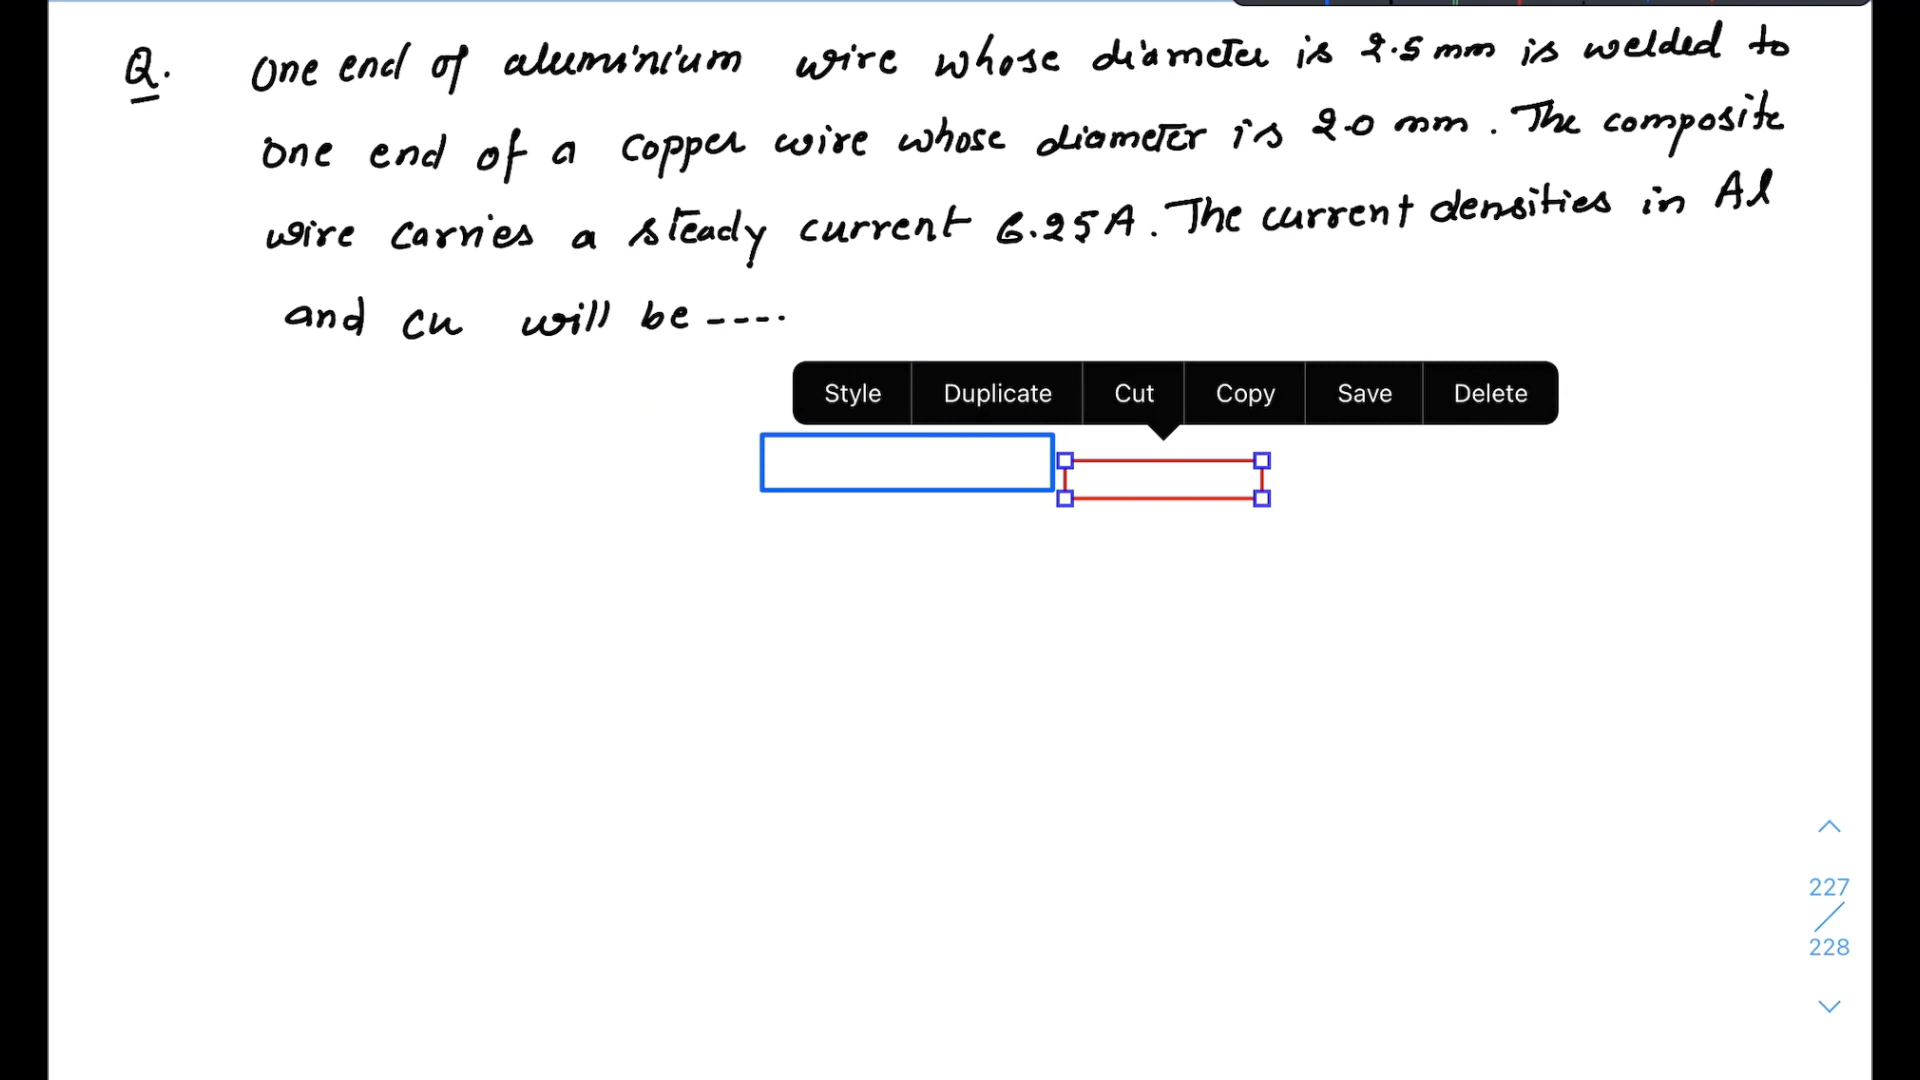 Q. One end of aluminium wire whose diameter is 2.5 mm is welded to
one end of a copper wire whose diameter is 2.0 mm. The composite
wire carries a steady current 6.25A. The current densities in Al
and cu will be ----.
Style Duplicate Cut Copy Save Delete
227
/
228